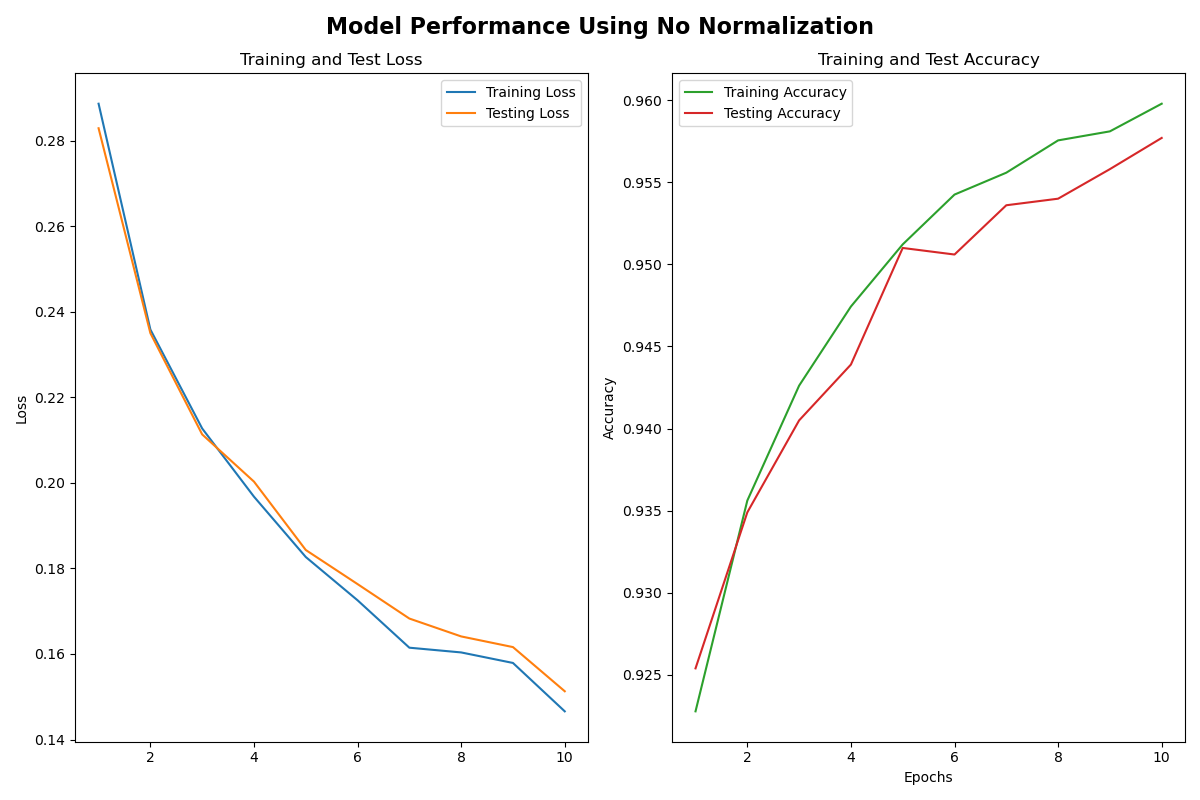 Model Performance Using No Normalization
Training and Test Loss
Training Loss
Testing Loss
Loss
0.28
0.26
0.24
0.22
0.20
0.18
0.16
0.14
2 4 6 8 10
Training and Test Accuracy
Training Accuracy
Testing Accuracy
Accuracy
0.960
0.955
0.950
0.945
0.940
0.935
0.930
0.925
2 4 6 8 10
Epochs